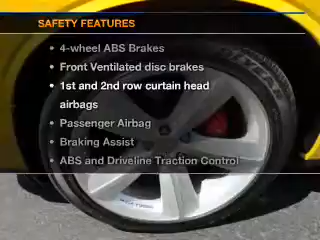 SAFETY FEATURES
• 4-wheel ABS Brakes
• Front Ventilated disc brakes
• 1st and 2nd row curtain head
airbags
• Passenger Airbag
• Braking Assist
• ABS and Driveline Traction Control